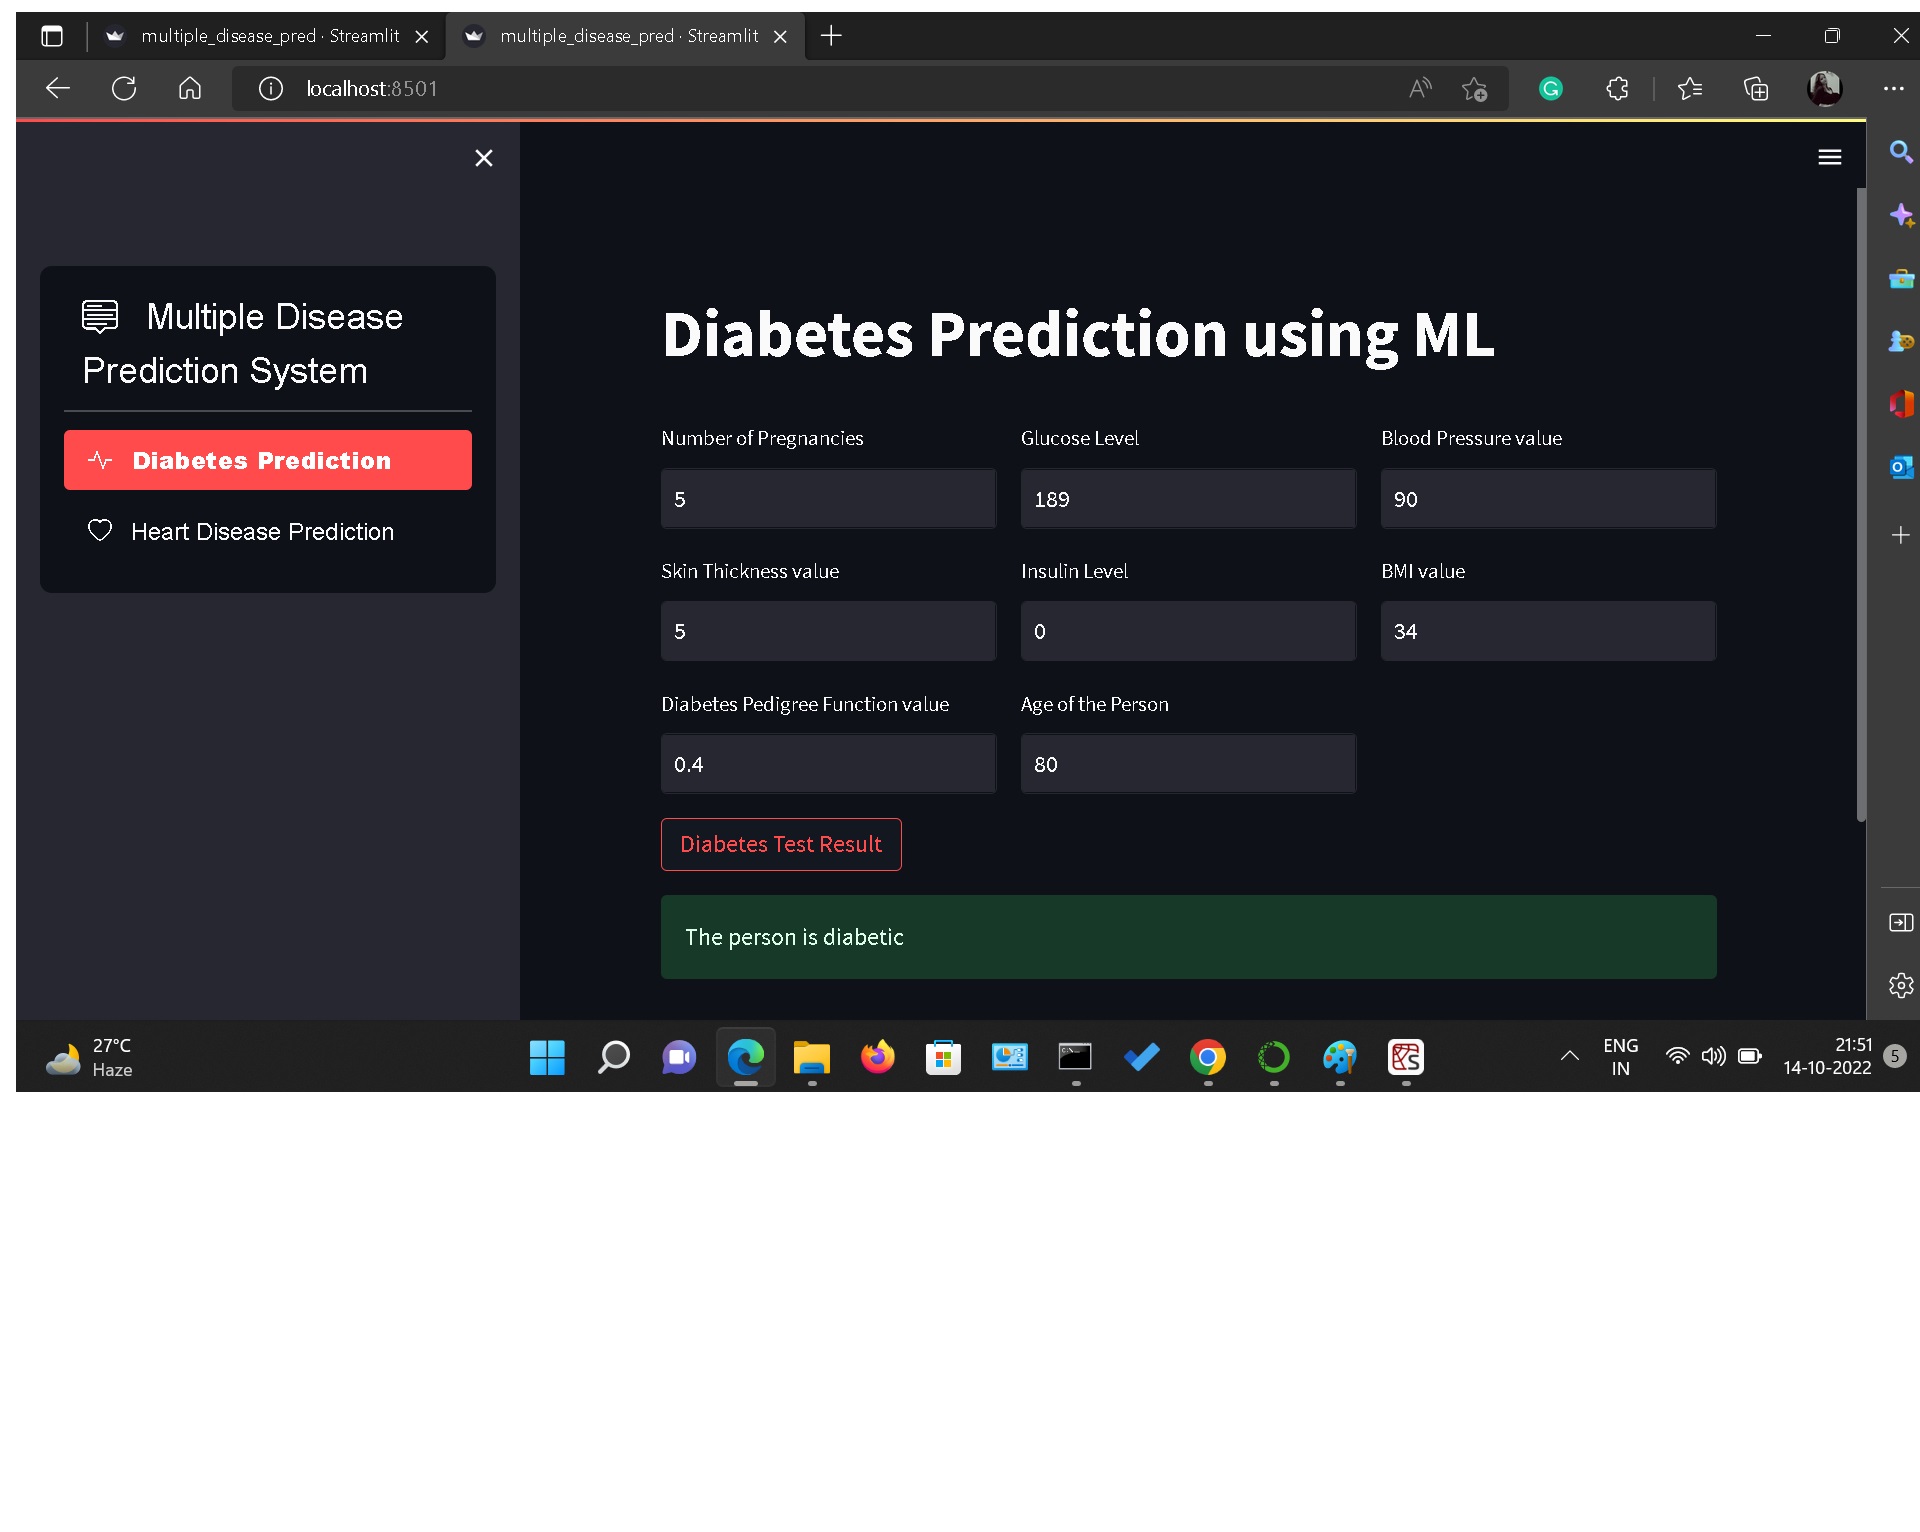 multiple_disease_pred · Streamlit
multiple_disease_pred · Streamlit
localhost:8501
Multiple Disease
Prediction System
Diabetes Prediction
Heart Disease Prediction
Diabetes Prediction using ML
Number of Pregnancies
Glucose Level
Blood Pressure value
5
189
90
Skin Thickness value
Insulin Level
BMI value
5
0
34
Diabetes Pedigree Function value
Age of the Person
0.4
80
Diabetes Test Result
The person is diabetic
27°C
Haze
ENG
IN
21:51
14-10-2022
5